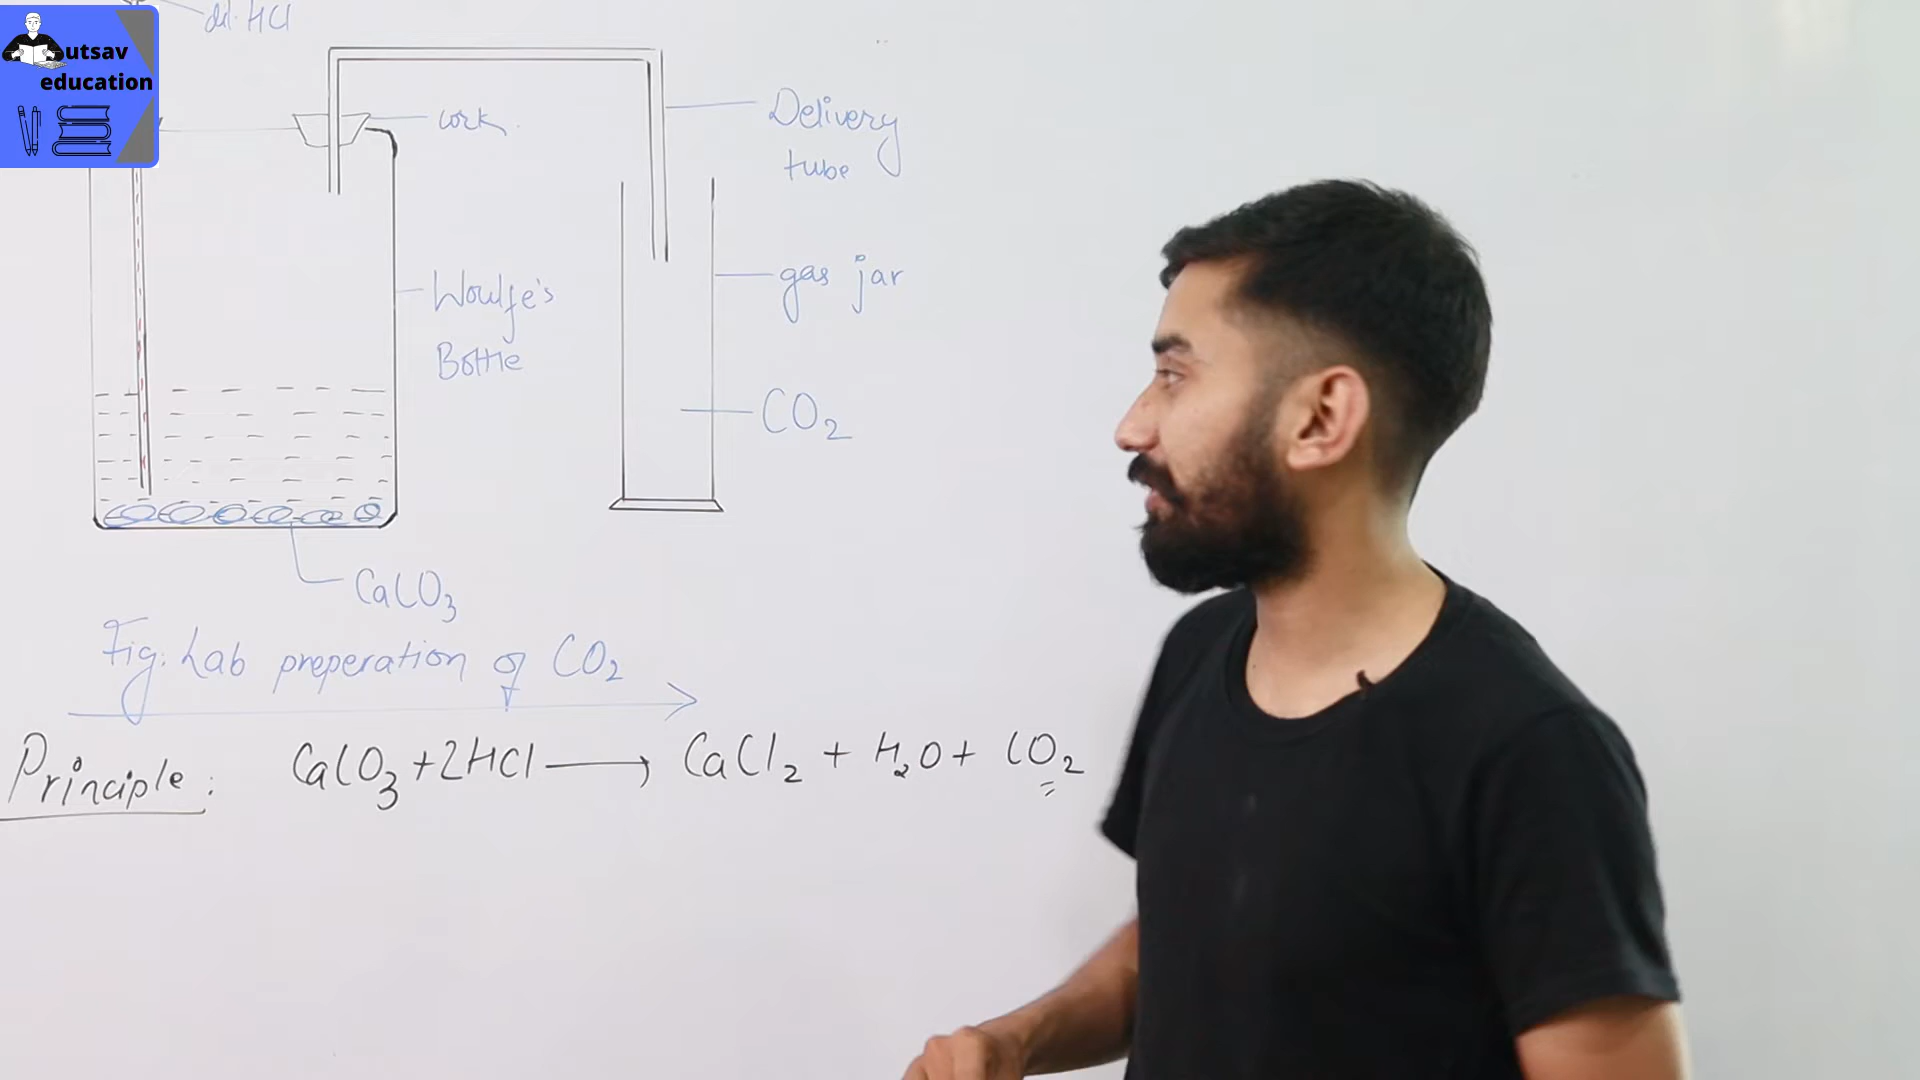 dil. HCl
utsav
education
cork.
Delivery
tube
gas jar
Woulfe's
Bottle
CO2
CaCO3
Fig: Lab preperation of CO2
Principle: CaCO3+2HCl → CaCl2 + H2O + CO2